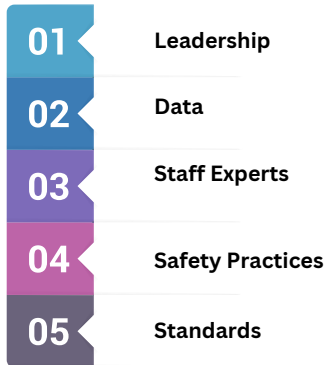 01 Leadership
02 Data
03 Staff Experts
04 Safety Practices
05 Standards